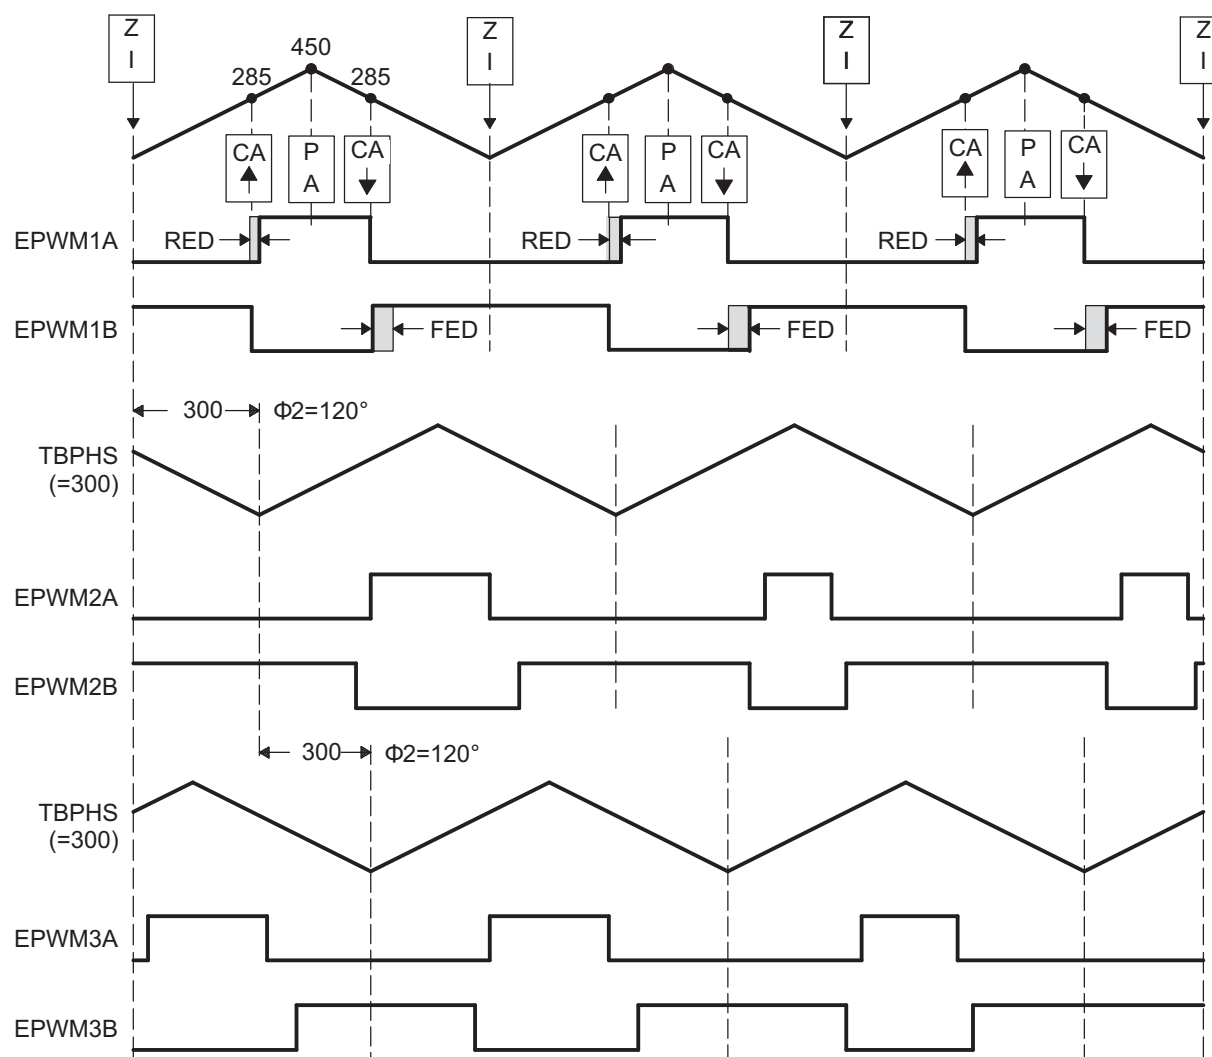 Z
I
Z
I
Z
I
Z
I
450
285
285
CA
P
A
CA
CA
P
A
CA
CA
P
A
CA
EPWM1A
RED
RED
RED
EPWM1B
FED
FED
FED
300
Φ2=120°
TBPHS
(=300)
EPWM2A
EPWM2B
300
Φ2=120°
TBPHS
(=300)
EPWM3A
EPWM3B